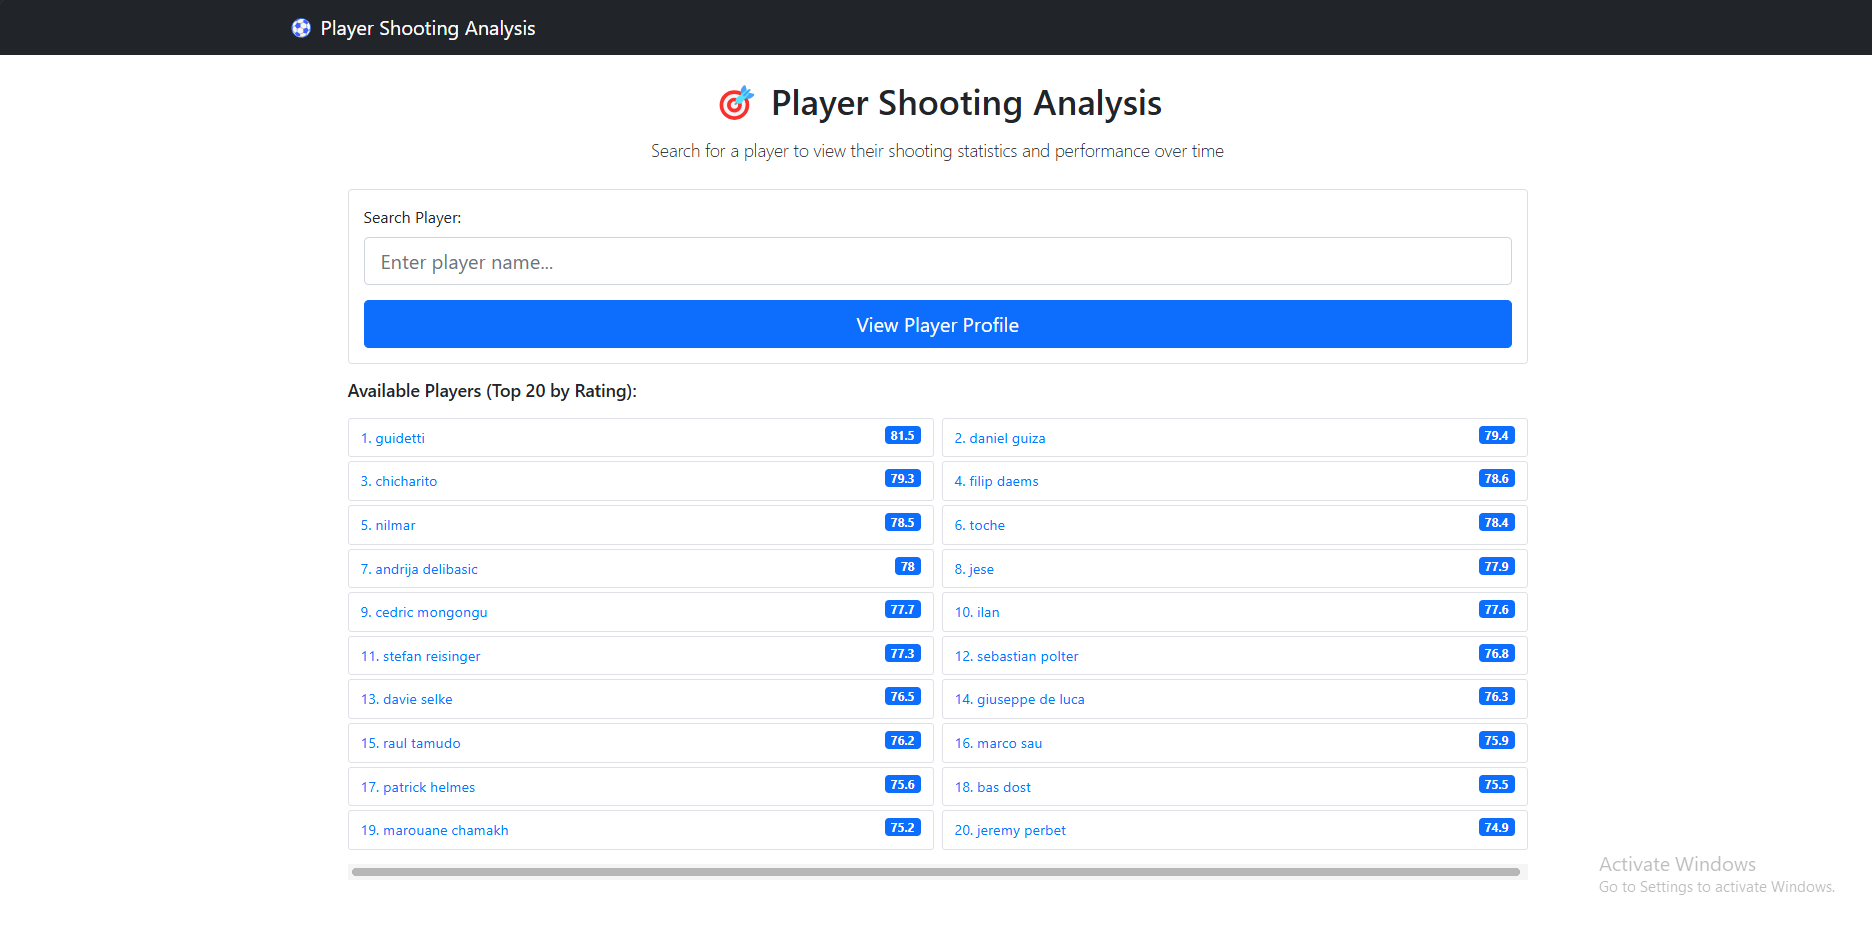 Player Shooting Analysis
Player Shooting Analysis
Search for a player to view their shooting statistics and performance over time
Search Player:
Enter player name...
View Player Profile
Available Players (Top 20 by Rating):
1. guidetti 81.5
2. daniel guiza 79.4
3. chicharito 79.3
4. filip daems 78.6
5. nilmar 78.5
6. toche 78.4
7. andrija delibasic 78
8. jese 77.9
9. cedric mongongu 77.7
10. ilan 77.6
11. stefan reisinger 77.3
12. sebastian polter 76.8
13. davie selke 76.5
14. giuseppe de luca 76.3
15. raul tamudo 76.2
16. marco sau 75.9
17. patrick helmes 75.6
18. bas dost 75.5
19. marouane chamakh 75.2
20. jeremy perbet 74.9
Activate Windows
Go to Settings to activate Windows.